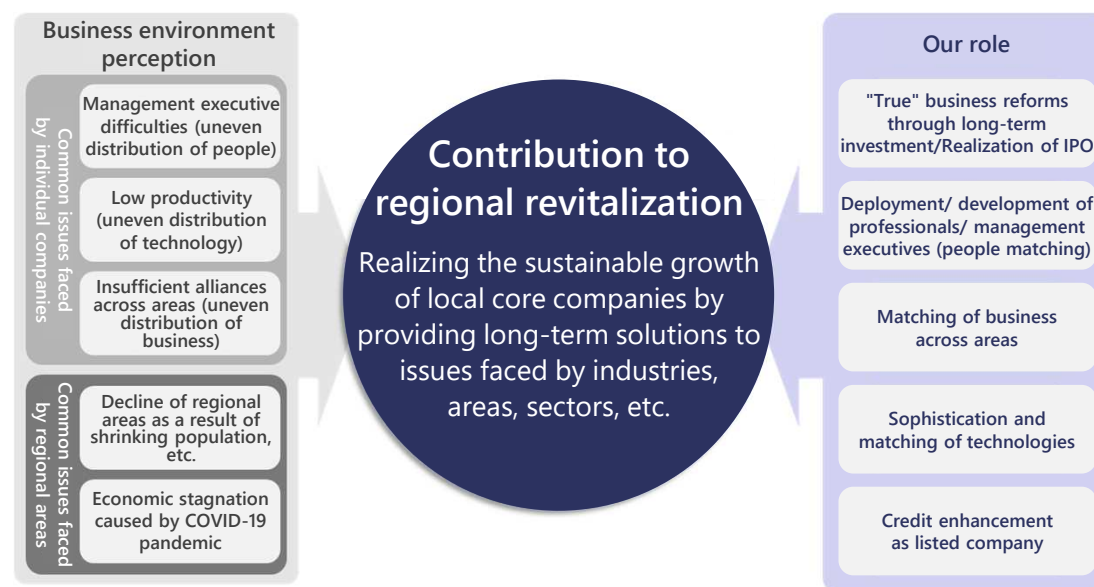 Business environment
perception
Common issues faced
by individual companies
Management executive
difficulties (uneven
distribution of people)
Low productivity
(uneven distribution
of technology)
Insufficient alliances
across areas (uneven
distribution of
business)
Common issues faced
by regional areas
Decline of regional
areas as a result of
shrinking population,
etc.
Economic stagnation
caused by COVID-19
pandemic
Contribution to
regional revitalization
Realizing the sustainable growth
of local core companies by
providing long-term solutions to
issues faced by industries,
areas, sectors, etc.
Our role
"True" business reforms
through long-term
investment/Realization of IPO
Deployment/ development of
professionals/ management
executives (people matching)
Matching of business
across areas
Sophistication and
matching of technologies
Credit enhancement
as listed company